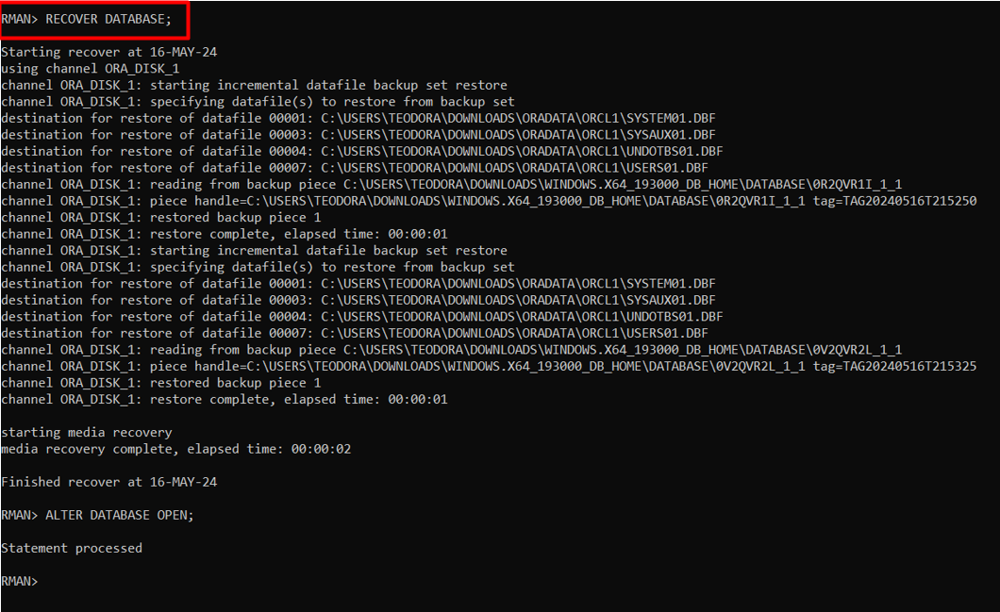 RMAN> RECOVER DATABASE;
Starting recover at 16-MAY-24
using channel ORA_DISK_1
channel ORA_DISK_1: starting incremental datafile backup set restore
channel ORA_DISK_1: specifying datafile(s) to restore from backup set
destination for restore of datafile 00001: C:\USERS\TEODORA\DOWNLOADS\ORADATA\ORCL1\SYSTEM01.DBF
destination for restore of datafile 00003: C:\USERS\TEODORA\DOWNLOADS\ORADATA\ORCL1\SYSAUX01.DBF
destination for restore of datafile 00004: C:\USERS\TEODORA\DOWNLOADS\ORADATA\ORCL1\UNDOTBS01.DBF
destination for restore of datafile 00007: C:\USERS\TEODORA\DOWNLOADS\ORADATA\ORCL1\USERS01.DBF
channel ORA_DISK_1: reading from backup piece C:\USERS\TEODORA\DOWNLOADS\WINDOWS.X64_193000_DB_HOME\DATABASE\0R2QVR1I_1_1
channel ORA_DISK_1: piece handle=C:\USERS\TEODORA\DOWNLOADS\WINDOWS.X64_193000_DB_HOME\DATABASE\0R2QVR1I_1_1 tag=TAG20240516T215250
channel ORA_DISK_1: restored backup piece 1
channel ORA_DISK_1: restore complete, elapsed time: 00:00:01
channel ORA_DISK_1: starting incremental datafile backup set restore
channel ORA_DISK_1: specifying datafile(s) to restore from backup set
destination for restore of datafile 00001: C:\USERS\TEODORA\DOWNLOADS\ORADATA\ORCL1\SYSTEM01.DBF
destination for restore of datafile 00003: C:\USERS\TEODORA\DOWNLOADS\ORADATA\ORCL1\SYSAUX01.DBF
destination for restore of datafile 00004: C:\USERS\TEODORA\DOWNLOADS\ORADATA\ORCL1\UNDOTBS01.DBF
destination for restore of datafile 00007: C:\USERS\TEODORA\DOWNLOADS\ORADATA\ORCL1\USERS01.DBF
channel ORA_DISK_1: reading from backup piece C:\USERS\TEODORA\DOWNLOADS\WINDOWS.X64_193000_DB_HOME\DATABASE\0V2QVR2L_1_1
channel ORA_DISK_1: piece handle=C:\USERS\TEODORA\DOWNLOADS\WINDOWS.X64_193000_DB_HOME\DATABASE\0V2QVR2L_1_1 tag=TAG20240516T215325
channel ORA_DISK_1: restored backup piece 1
channel ORA_DISK_1: restore complete, elapsed time: 00:00:01
starting media recovery
media recovery complete, elapsed time: 00:00:02
Finished recover at 16-MAY-24
RMAN> ALTER DATABASE OPEN;
Statement processed
RMAN>